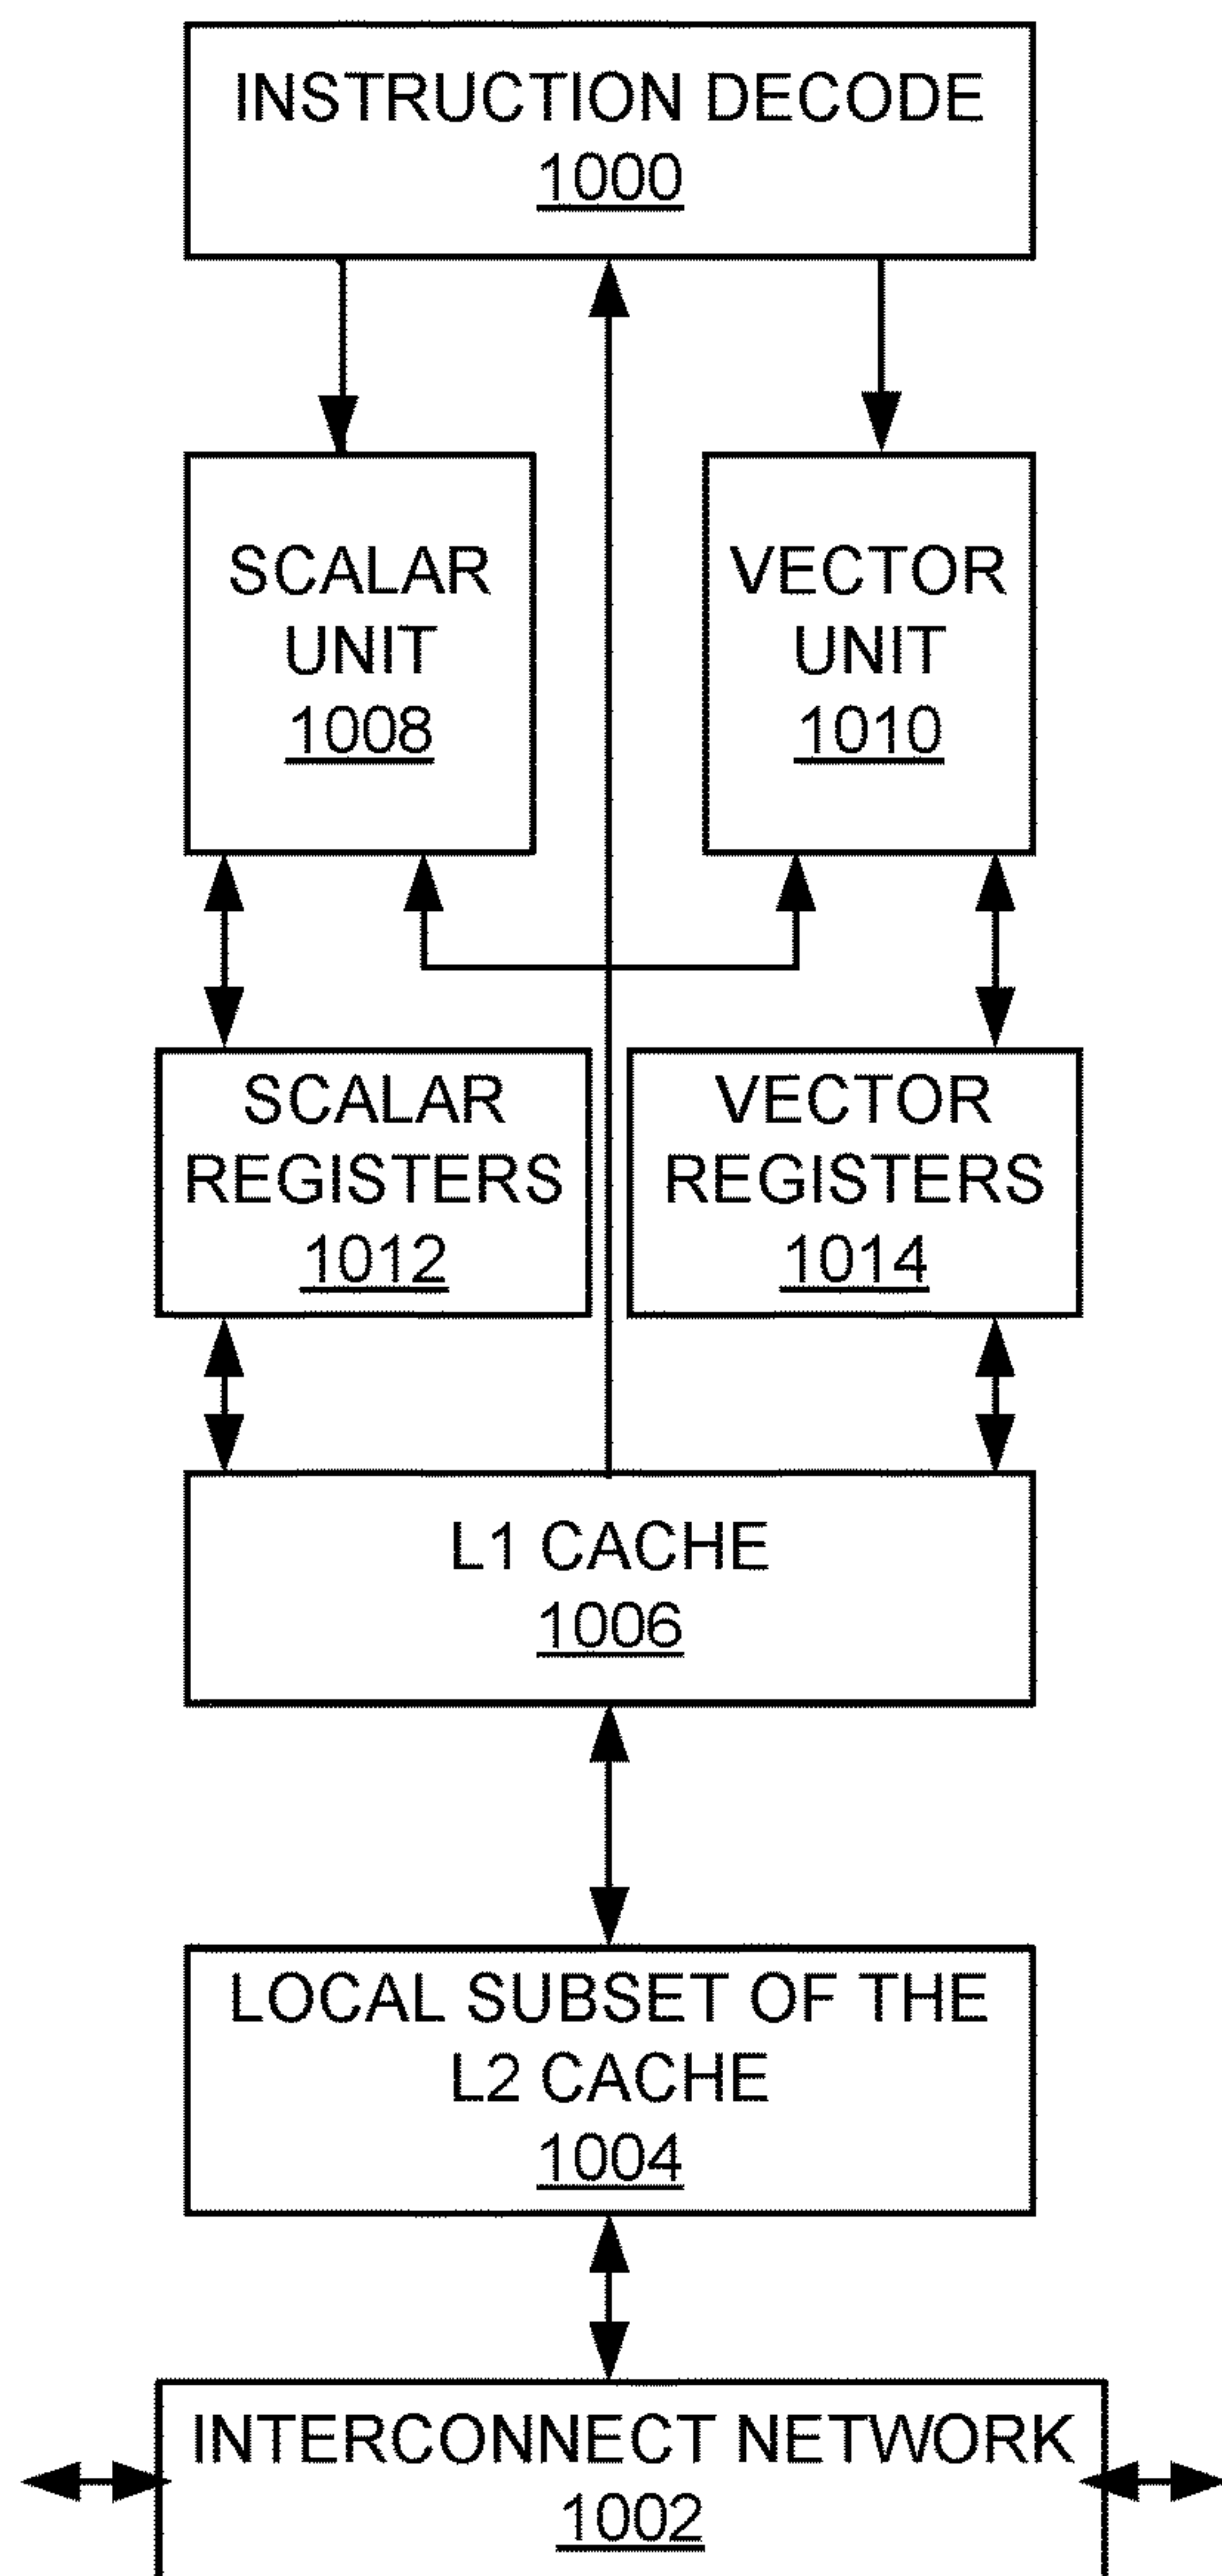 INSTRUCTION DECODE
1000
SCALAR
UNIT
1008
VECTOR
UNIT
1010
SCALAR
REGISTERS
1012
VECTOR
REGISTERS
1014
L1 CACHE
1006
LOCAL SUBSET OF THE
L2 CACHE
1004
INTERCONNECT NETWORK
1002